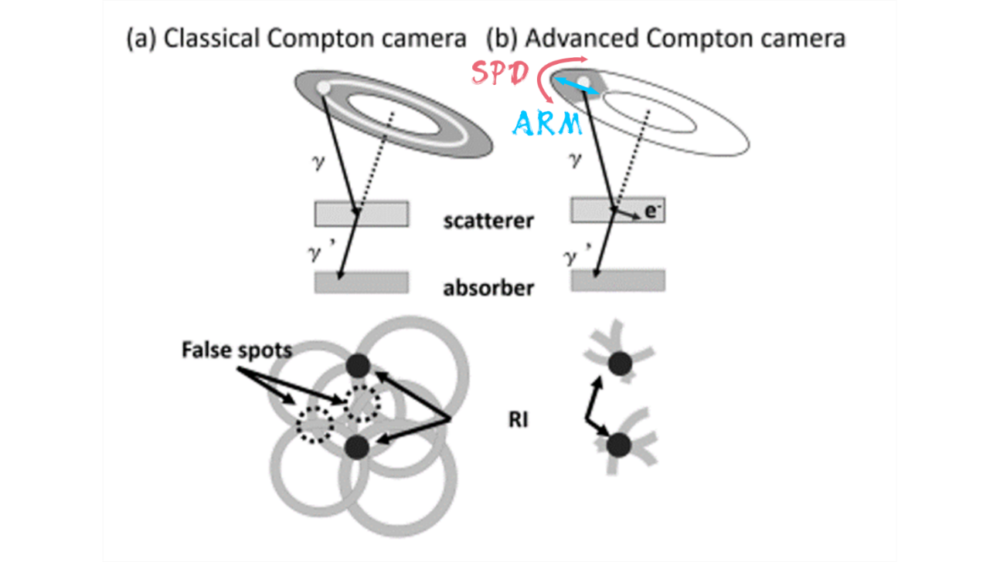 (a) Classical Compton camera
(b) Advanced Compton camera
SPD
ARM
γ
γ
e⁻
scatterer
γ '
γ '
absorber
False spots
RI